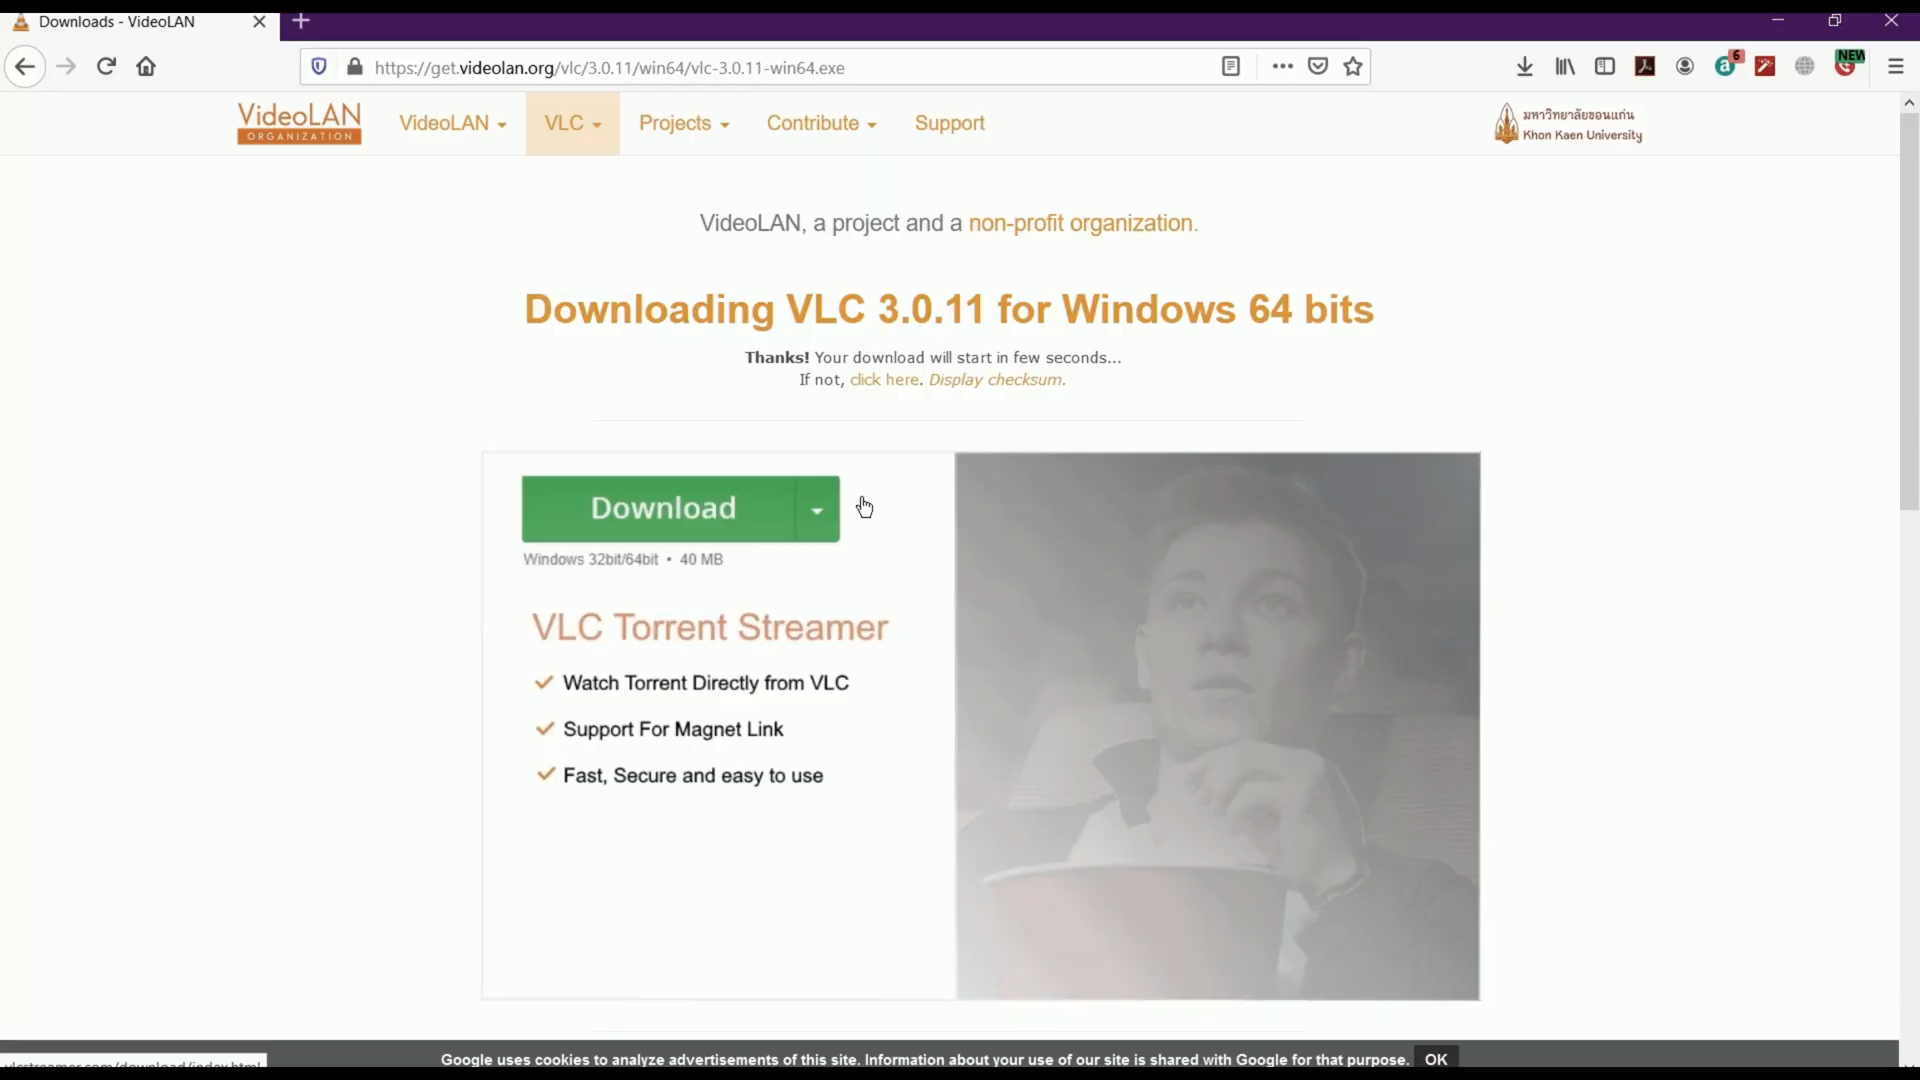 Downloads - VideoLAN
https://get.videolan.org/vlc/3.0.11/win64/vlc-3.0.11-win64.exe
6
NEW
VideoLAN
ORGANIZATION
VideoLAN
VLC
Projects
Contribute
Support
มหาวิทยาลัยขอนแก่น
Khon Kaen University
VideoLAN, a project and a non-profit organization.
Downloading VLC 3.0.11 for Windows 64 bits
Thanks! Your download will start in few seconds...
If not, click here. Display checksum.
Download
Windows 32bit/64bit • 40 MB
VLC Torrent Streamer
Watch Torrent Directly from VLC
Support For Magnet Link
Fast, Secure and easy to use
Google uses cookies to analyze advertisements of this site. Information about your use of our site is shared with Google for that purpose.
OK
vlcstreamer.com/download/index.html